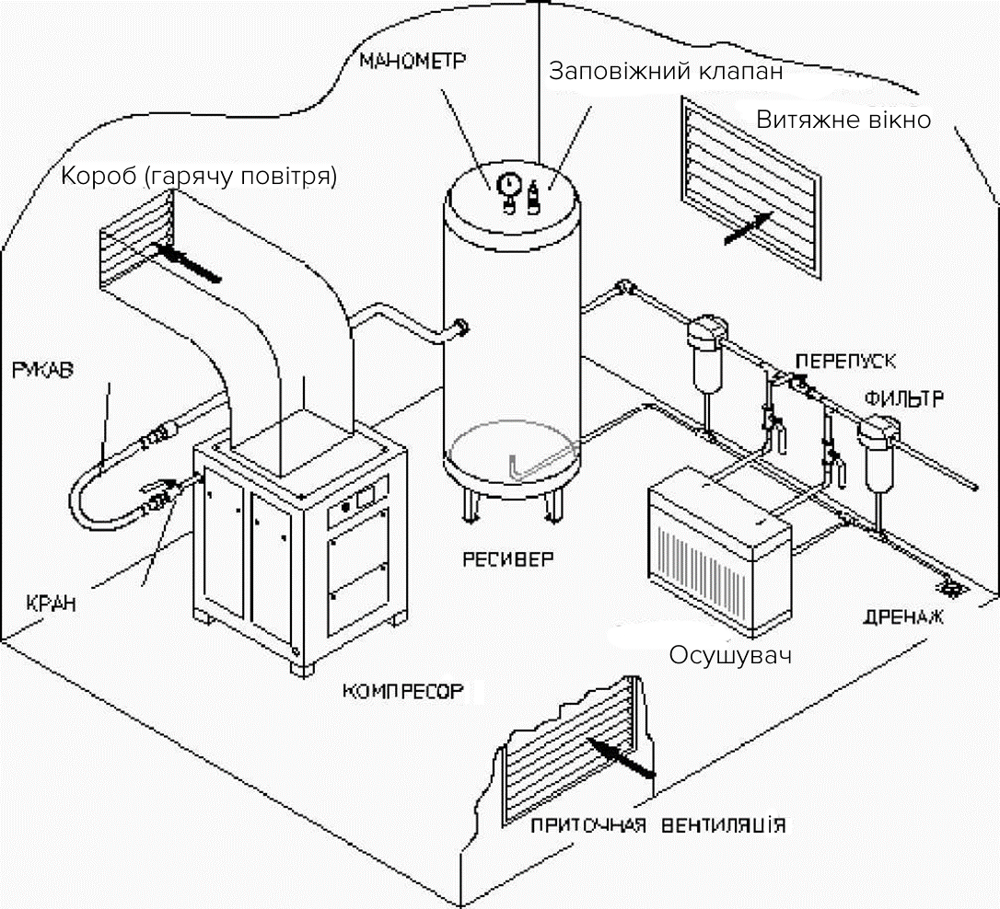 МАНОМЕТР
Заповіжний клапан
Витяжне вікно
Короб (гарячу повітря)
РУКАВ
ПЕРЕПУСК
ФИЛЬТР
РЕСИВЕР
КРАН
ДРЕНАЖ
Осушувач
КОМПРЕСОР
ПРИТОЧНАЯ ВЕНТИЛЯЦІЯ